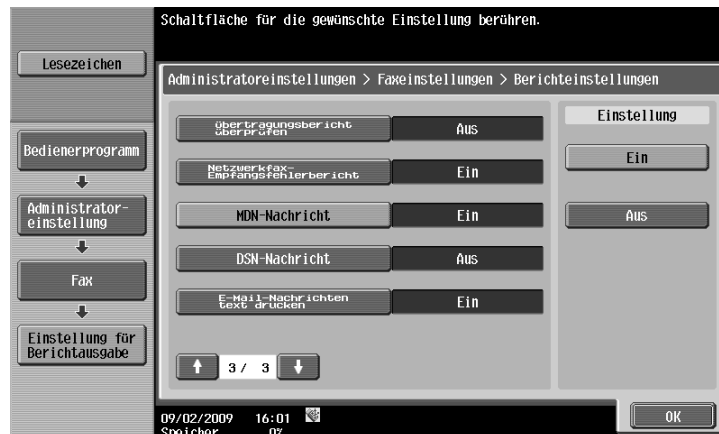 Schaltfläche für die gewünschte Einstellung berühren.
Lesezeichen
Administratoreinstellungen > Faxeinstellungen > Berichteinstellungen
Bedienerprogramm
Administrator-
einstellung
Fax
Einstellung für
Berichtausgabe
Übertragungsbericht
überprüfen
Aus
Netzwerkfax-
Empfangsfehlerbericht
Ein
MDN-Nachricht
Ein
DSN-Nachricht
Aus
E-Mail-Nachrichten
text drucken
Ein
3/ 3
Einstellung
Ein
Aus
09/02/2009 16:01
Speicher 0%
OK